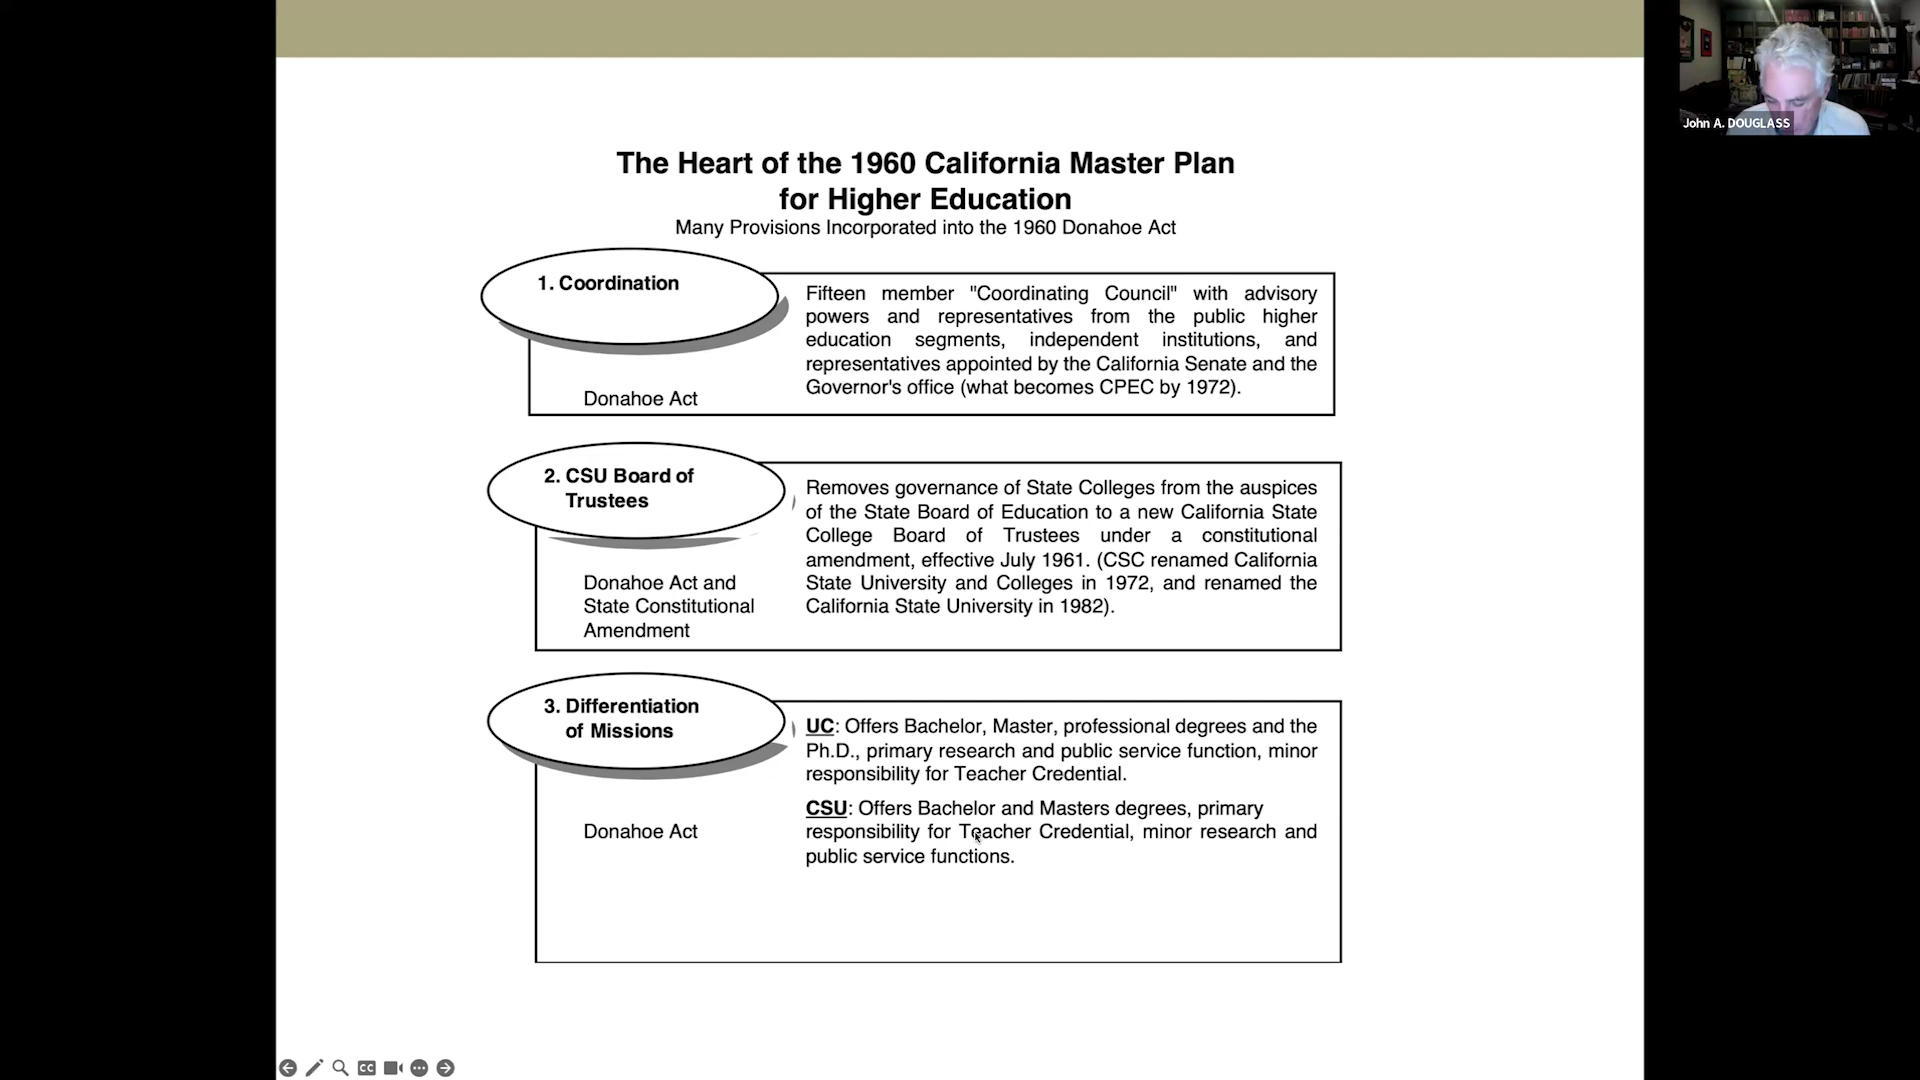 John A. DOUGLASS
The Heart of the 1960 California Master Plan
for Higher Education
Many Provisions Incorporated into the 1960 Donahoe Act
1. Coordination
Donahoe Act
Fifteen member "Coordinating Council" with advisory
powers and representatives from the public higher
education segments, independent institutions, and
representatives appointed by the California Senate and the
Governor's office (what becomes CPEC by 1972).
2. CSU Board of
Trustees
Donahoe Act and
State Constitutional
Amendment
Removes governance of State Colleges from the auspices
of the State Board of Education to a new California State
College Board of Trustees under a constitutional
amendment, effective July 1961. (CSC renamed California
State University and Colleges in 1972, and renamed the
California State University in 1982).
3. Differentiation
of Missions
Donahoe Act
UC: Offers Bachelor, Master, professional degrees and the
Ph.D., primary research and public service function, minor
responsibility for Teacher Credential.
CSU: Offers Bachelor and Masters degrees, primary
responsibility for Teacher Credential, minor research and
public service functions.
CC